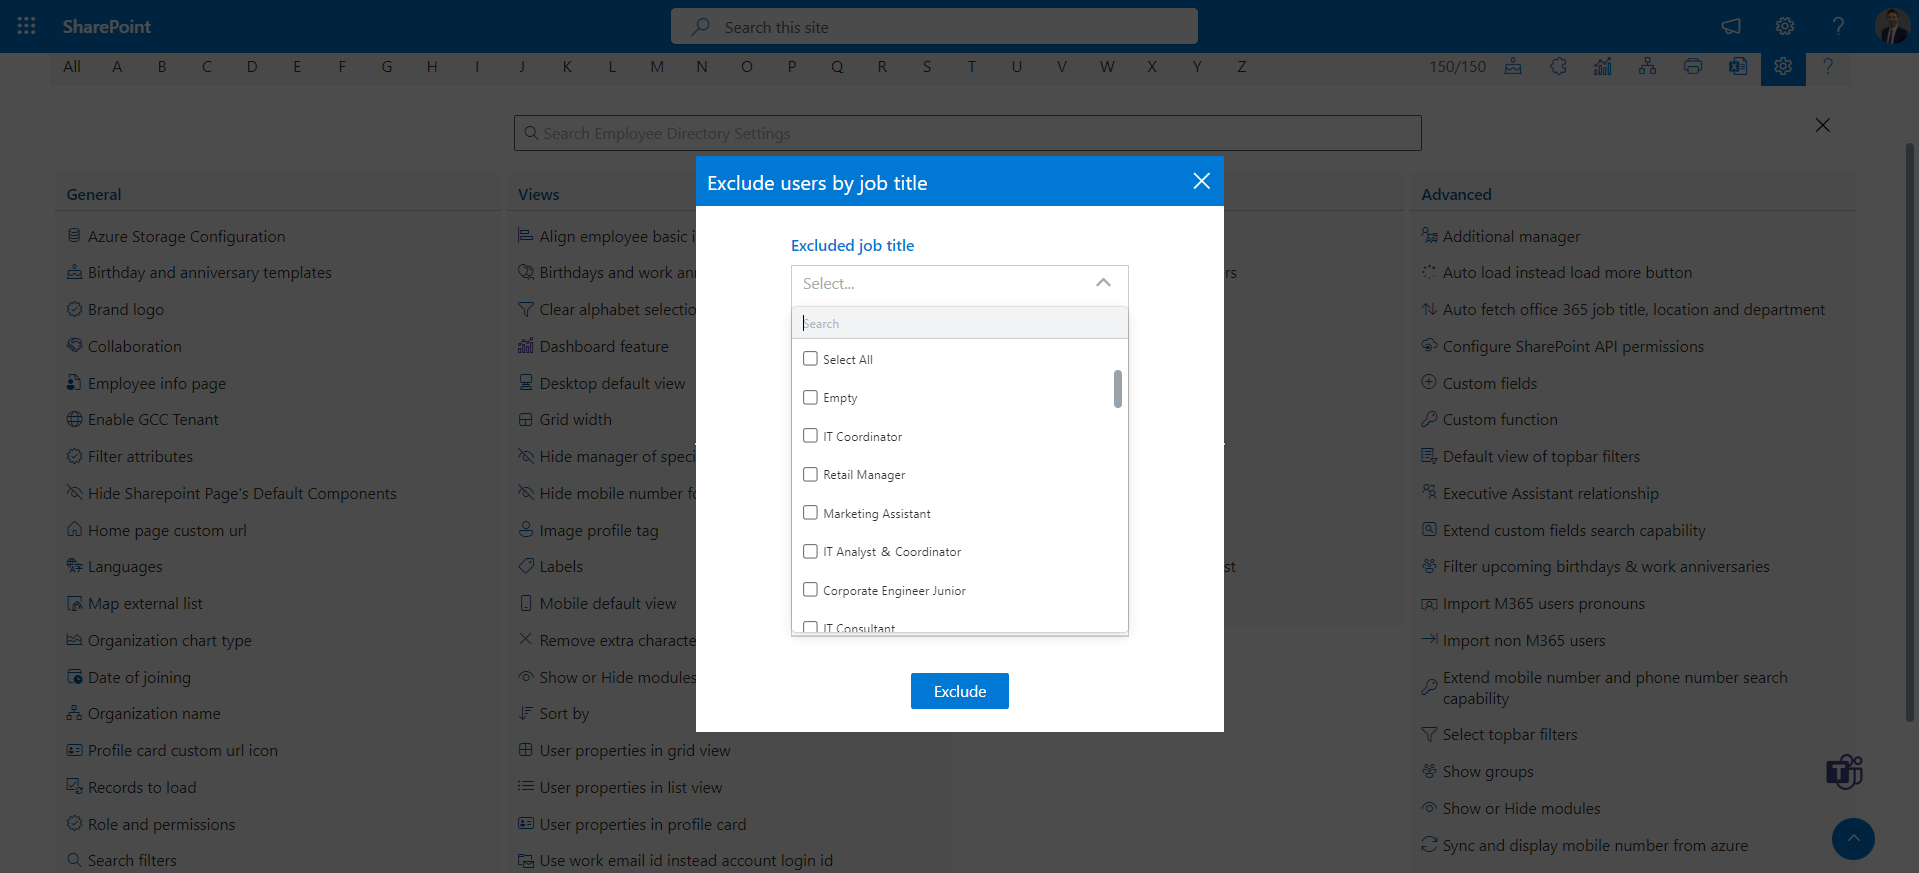 SharePoint
Search this site
All A B C D E F G H I J K L M N O P Q R S T U V W X Y Z 150/150 ?
Search Employee Directory Settings
Exclude users by job title
Excluded job title
Select...
Search
Select All
Empty
IT Coordinator
Retail Manager
Marketing Assistant
IT Analyst & Coordinator
Corporate Engineer Junior
IT Consultant
Exclude
General
Azure Storage Configuration
Birthday and anniversary templates
Brand logo
Collaboration
Employee info page
Enable GCC Tenant
Filter attributes
Hide Sharepoint Page's Default Components
Home page custom url
Languages
Map external list
Organization chart type
Date of joining
Organization name
Profile card custom url icon
Records to load
Role and permissions
Search filters
Views
Align employee basic i
Birthdays and work an
Clear alphabet selectio
Dashboard feature
Desktop default view
Grid width
Hide manager of speci
Hide mobile number fo
Image profile tag
Labels
Mobile default view
Remove extra characte
Show or Hide modules
Sort by
User properties in grid view
User properties in list view
User properties in profile card
Use work email id instead account login id
rs
st
Advanced
Additional manager
Auto load instead load more button
Auto fetch office 365 job title, location and department
Configure SharePoint API permissions
Custom fields
Custom function
Default view of topbar filters
Executive Assistant relationship
Extend custom fields search capability
Filter upcoming birthdays & work anniversaries
Import M365 users pronouns
Import non M365 users
Extend mobile number and phone number search
capability
Select topbar filters
Show groups
Show or Hide modules
Sync and display mobile number from azure